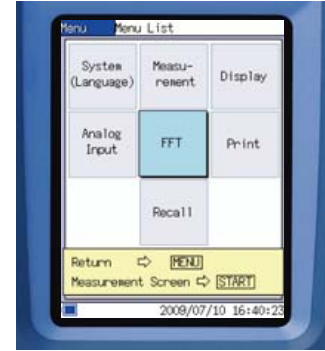 Menu Menu List
System Measu- Display
(Language) rement
Analog FFT Print
Input
Recall
Return ⇨ MENU
Measurement Screen ⇨ START
2009/07/10 16:40:23